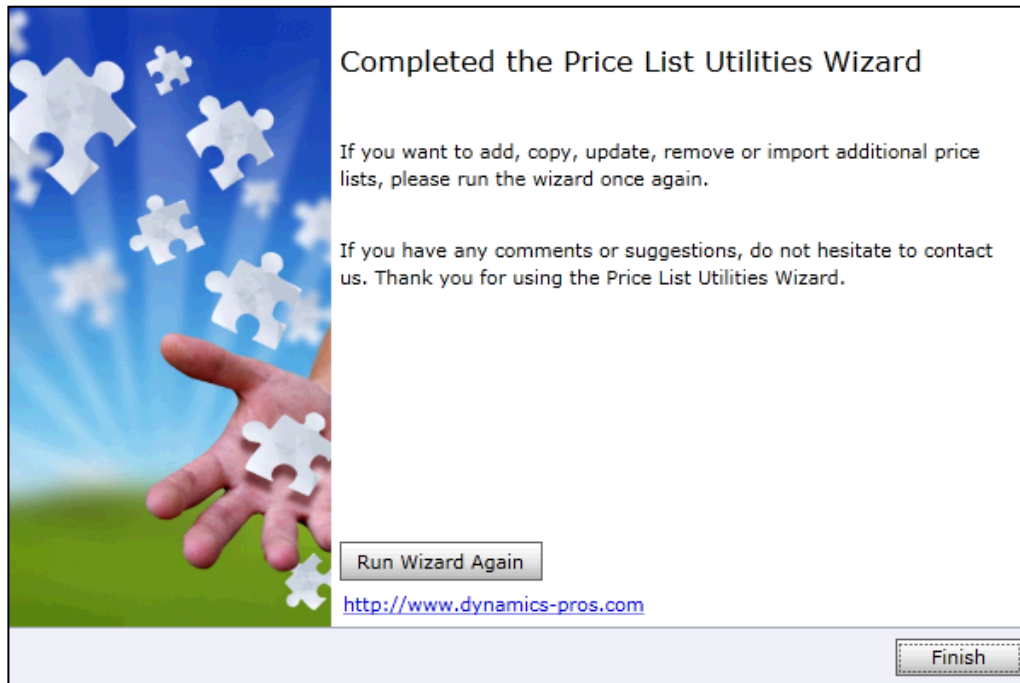 Completed the Price List Utilities Wizard
If you want to add, copy, update, remove or import additional price
lists, please run the wizard once again.
If you have any comments or suggestions, do not hesitate to contact
us. Thank you for using the Price List Utilities Wizard.
Run Wizard Again
http://www.dynamics-pros.com
Finish